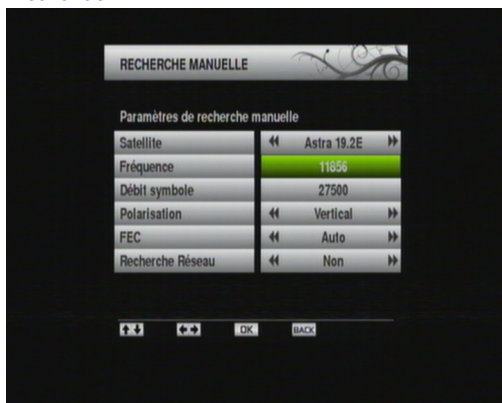 RECHERCHE MANUELLE
Paramètres de recherche manuelle
Satellite Astra 19.2E
Fréquence 11856
Débit symbole 27500
Polarisation Vertical
FEC Auto
Recherche Réseau Non
OK BACK